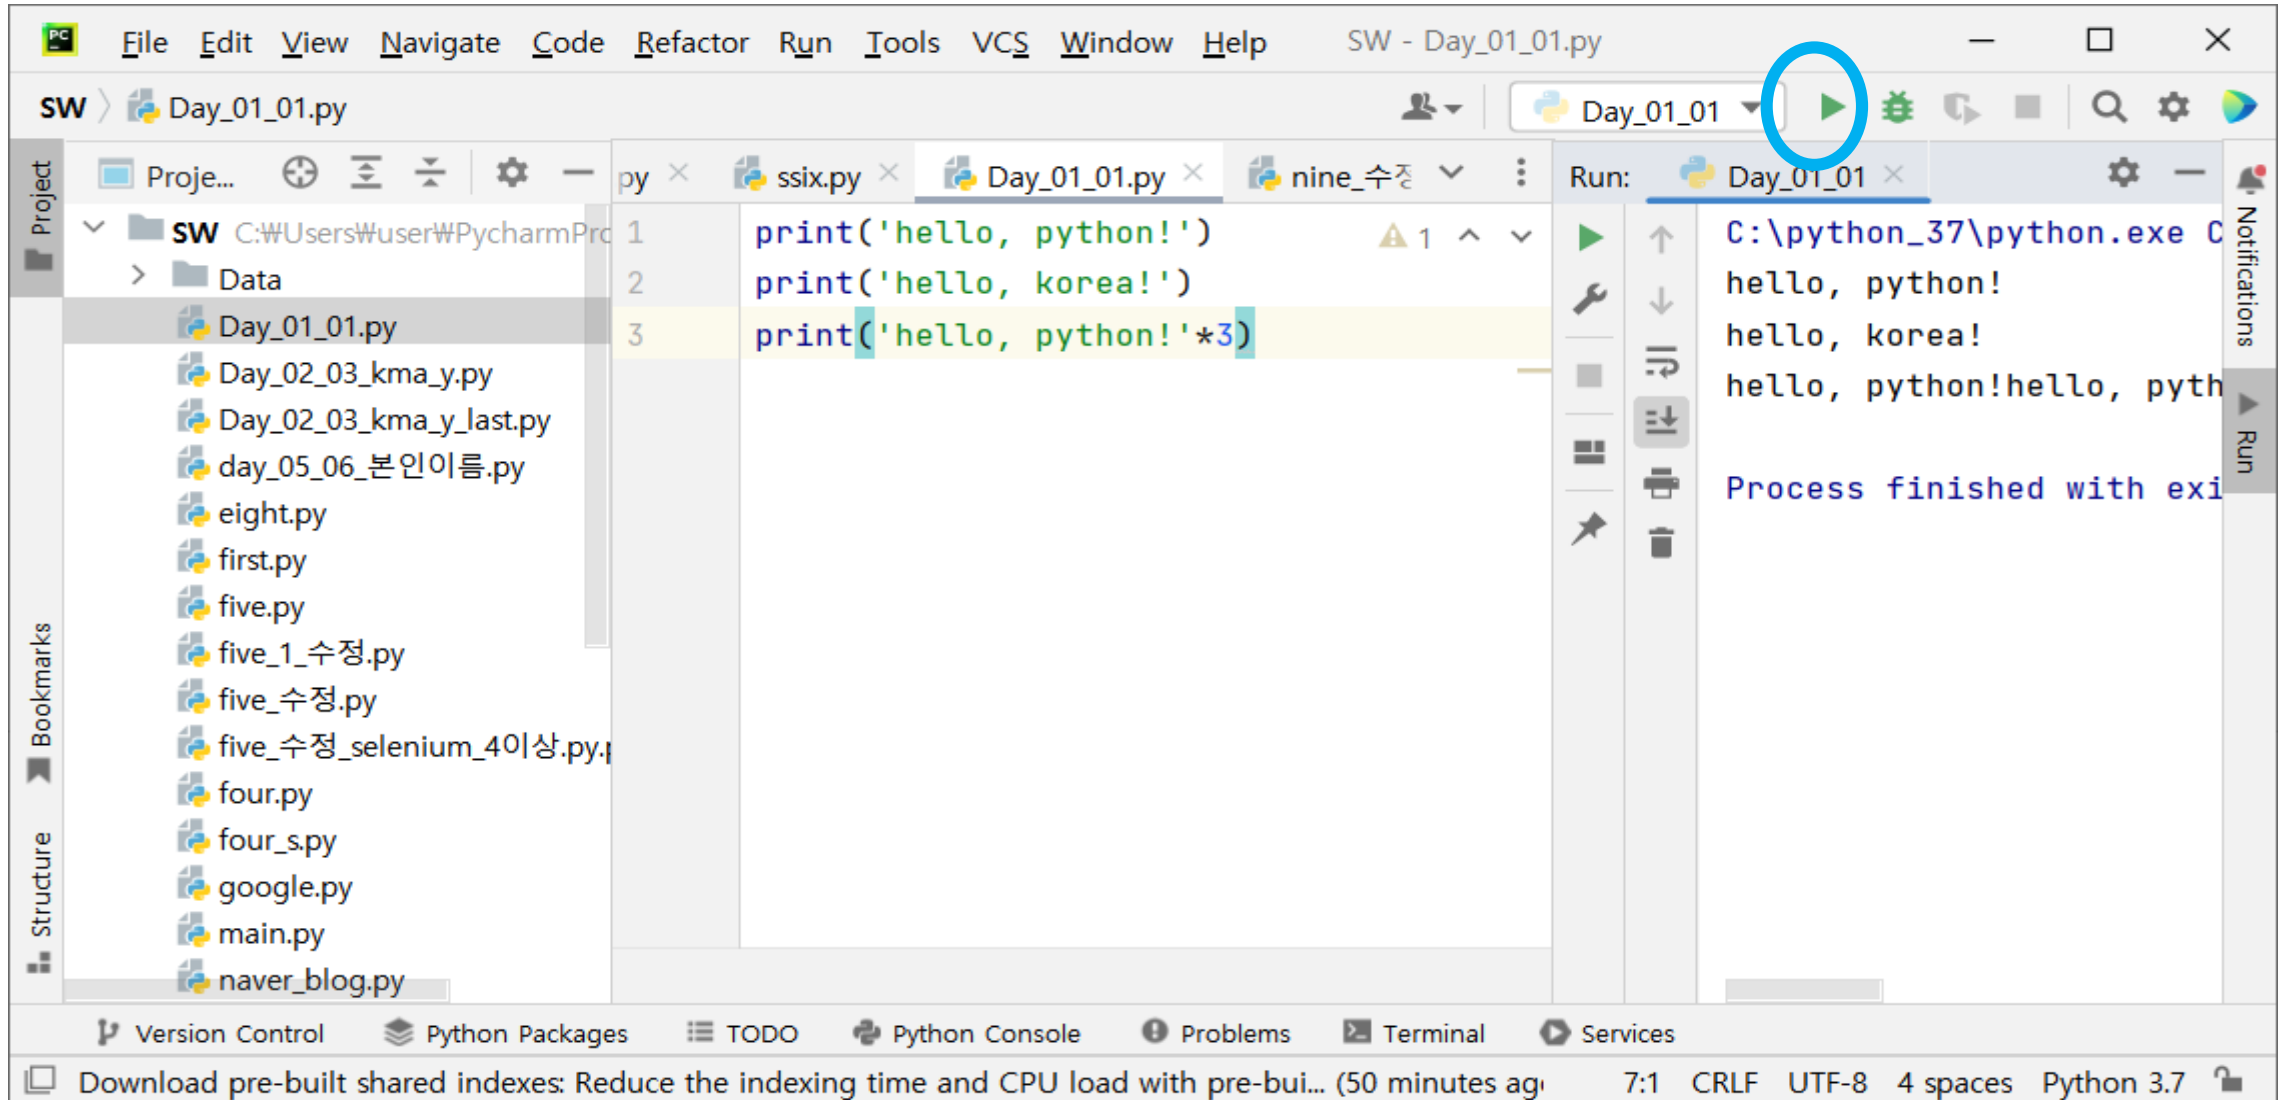 PC File Edit View Navigate Code Refactor Run Tools VCS Window Help SW - Day_01_01.py
SW Day_01_01.py Day_01_01
Project
Proje...
py ssix.py Day_01_01.py nine_수정
Run: Day_01_01
SW C:₩Users₩user₩PycharmPrc
Data
Day_01_01.py
Day_02_03_kma_y.py
Day_02_03_kma_y_last.py
day_05_06_본인이름.py
eight.py
first.py
five.py
five_1_수정.py
five_수정.py
five_수정_selenium_4이상.py.p
four.py
four_s.py
google.py
main.py
naver_blog.py
Bookmarks
Structure
1 print('hello, python!')
2 print('hello, korea!')
3 print('hello, python!'*3)
1
C:\python_37\python.exe C
hello, python!
hello, korea!
hello, python!hello, pyth
Process finished with exi
Notifications
Run
Version Control Python Packages TODO Python Console Problems Terminal Services
Download pre-built shared indexes: Reduce the indexing time and CPU load with pre-bui... (50 minutes ag 7:1 CRLF UTF-8 4 spaces Python 3.7